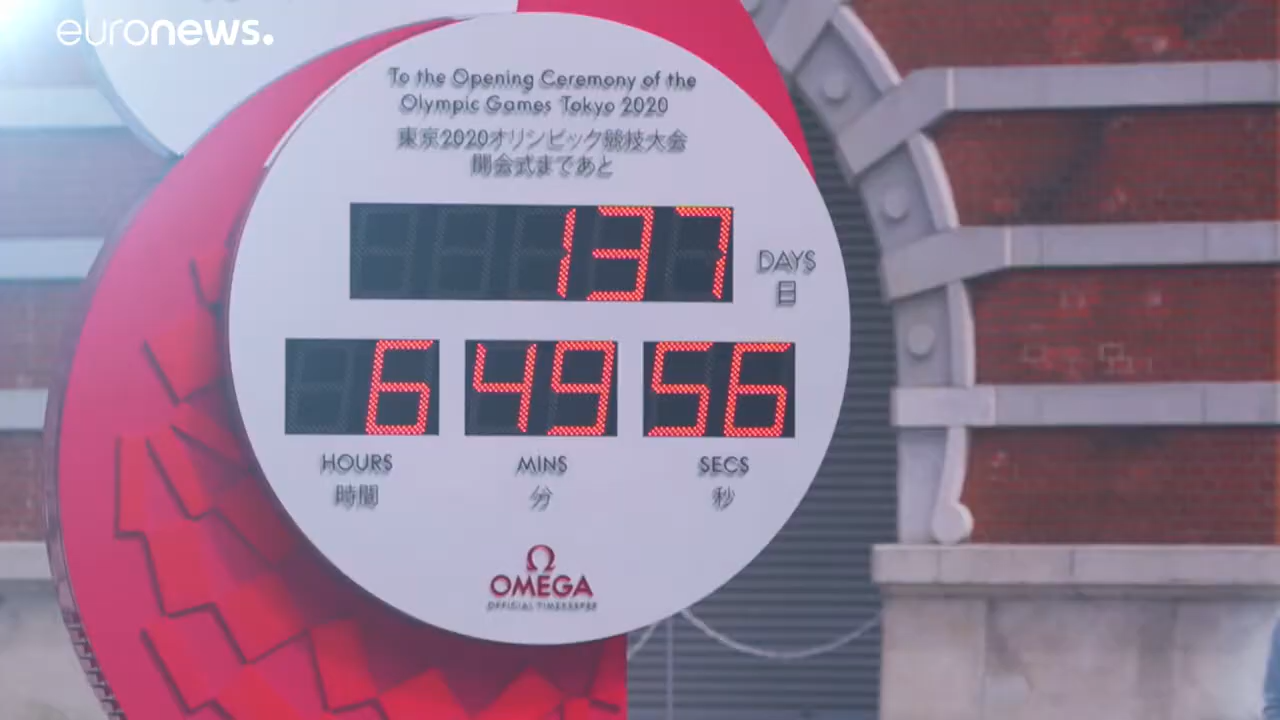 euronews.
To the Opening Ceremony of the
Olympic Games Tokyo 2020
東京2020オリンピック競技大会
開会式まであと
137
DAYS
日
6 49 56
HOURS MINS SECS
時間 分 秒
Ω
OMEGA
OFFICIAL TIMEKEEPER